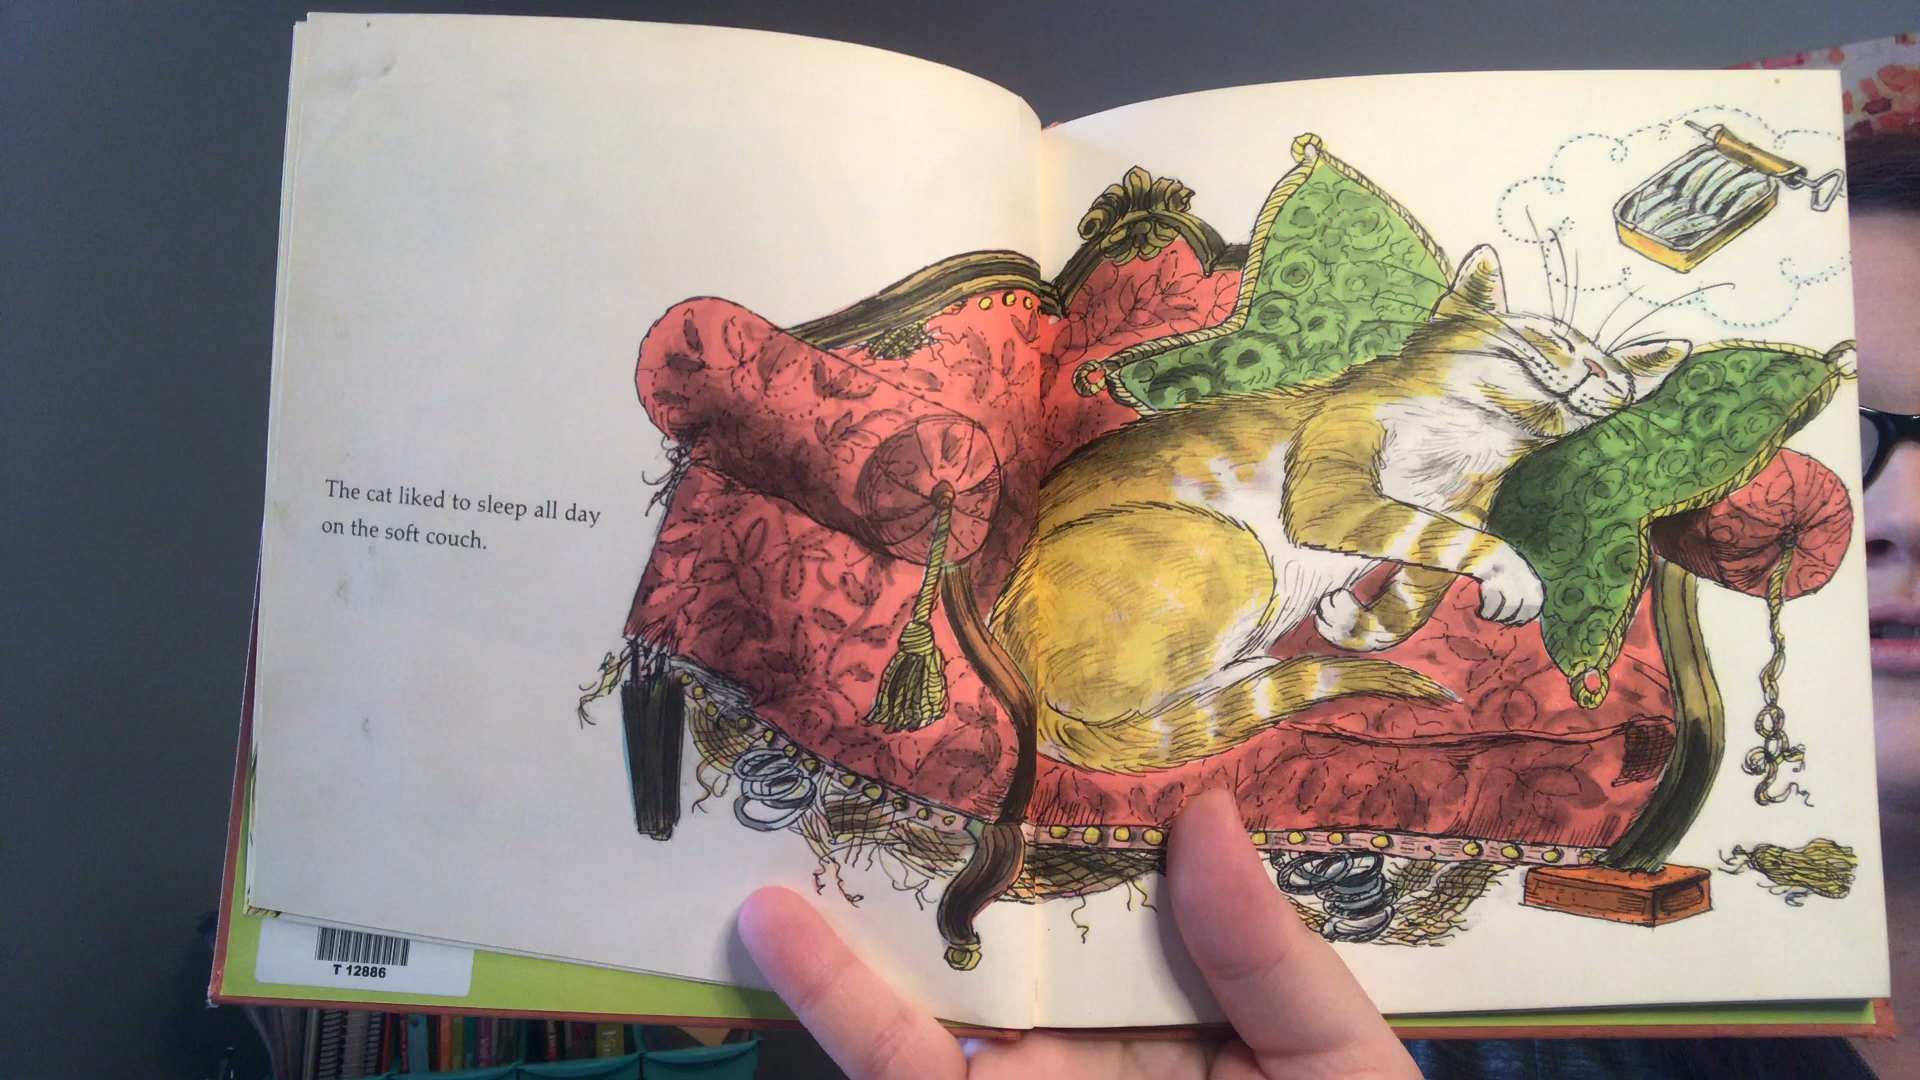 The cat liked to sleep all day
on the soft couch.
T 12886